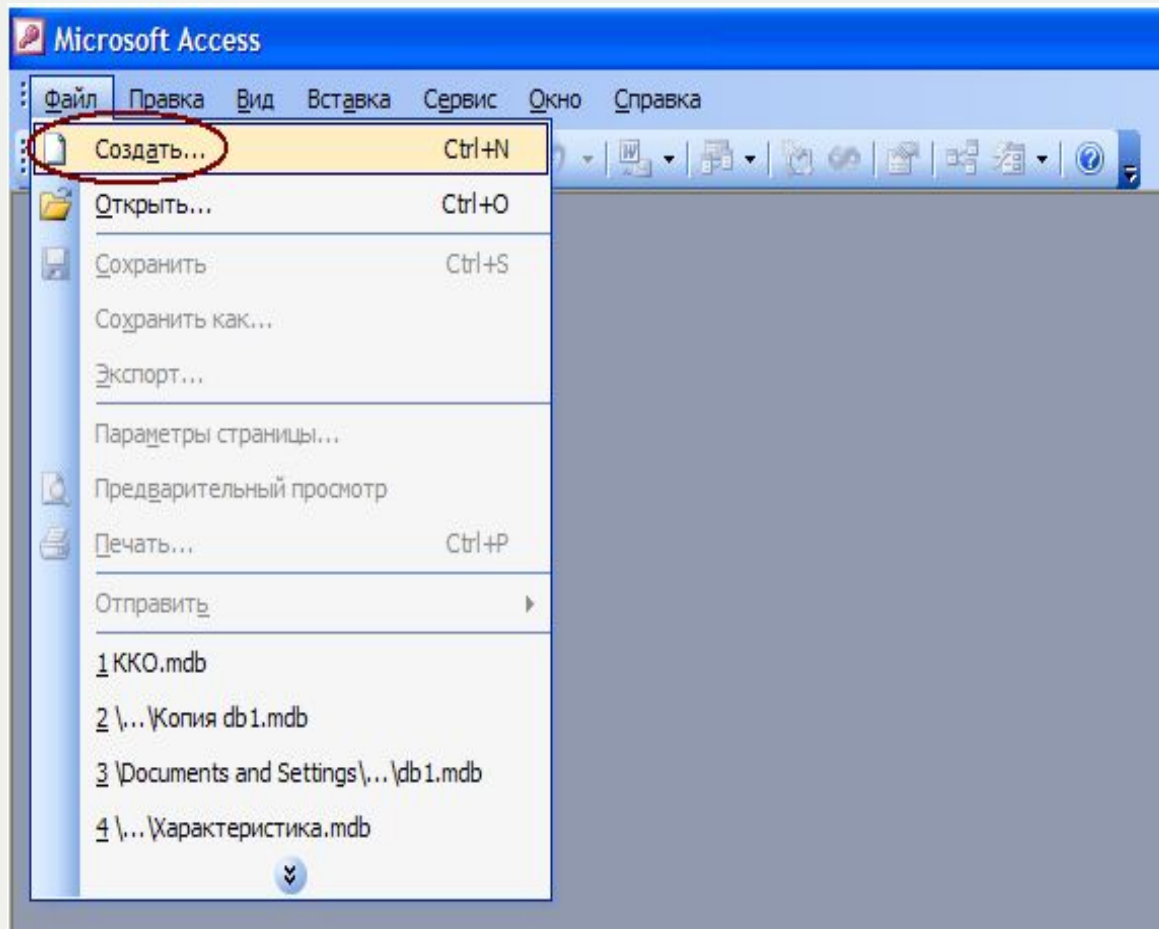 Microsoft Access
Файл Правка Вид Вставка Сервис Окно Справка
Создать... Ctrl+N
Открыть... Ctrl+O
Сохранить Ctrl+S
Сохранить как...
Экспорт...
Параметры страницы...
Предварительный просмотр
Печать... Ctrl+P
Отправить
1 ККО.mdb
2 \...\Копия db1.mdb
3 \Documents and Settings\...\db1.mdb
4 \...\Характеристика.mdb